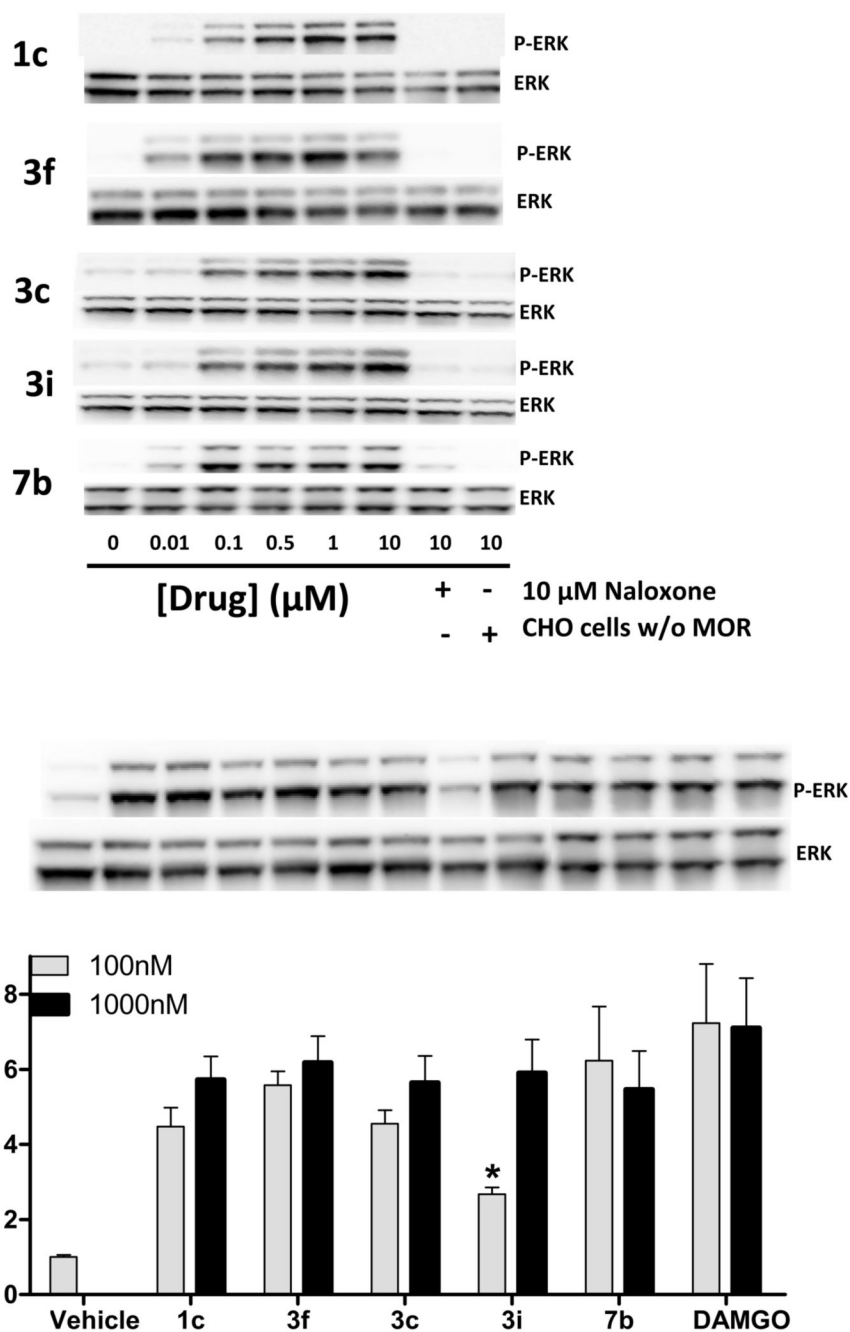 1c
P-ERK
ERK
3f
P-ERK
ERK
3c
P-ERK
ERK
3i
P-ERK
ERK
7b
P-ERK
ERK
0 0.01 0.1 0.5 1 10 10 10
[Drug] (µM)
+ - 10 µM Naloxone
- + CHO cells w/o MOR
P-ERK
ERK
100nM
1000nM
8
6
4
*
2
0
Vehicle 1c 3f 3c 3i 7b DAMGO